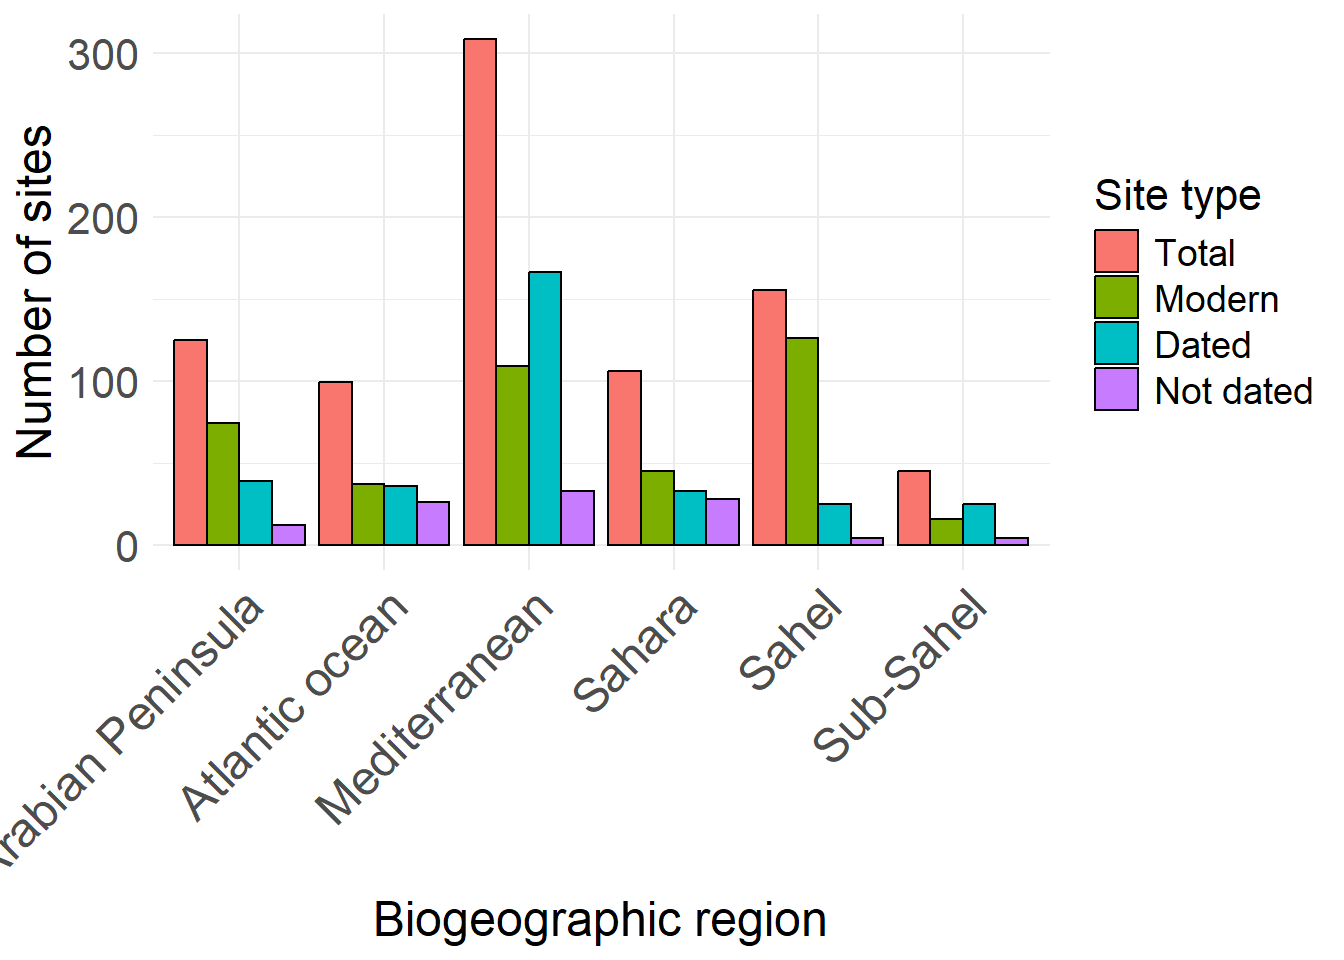 300
200
100
0
Number of sites
rabian Peninsula
Atlantic ocean
Mediterranean
Sahara
Sahel
Sub-Sahel
Biogeographic region
Site type
Total
Modern
Dated
Not dated